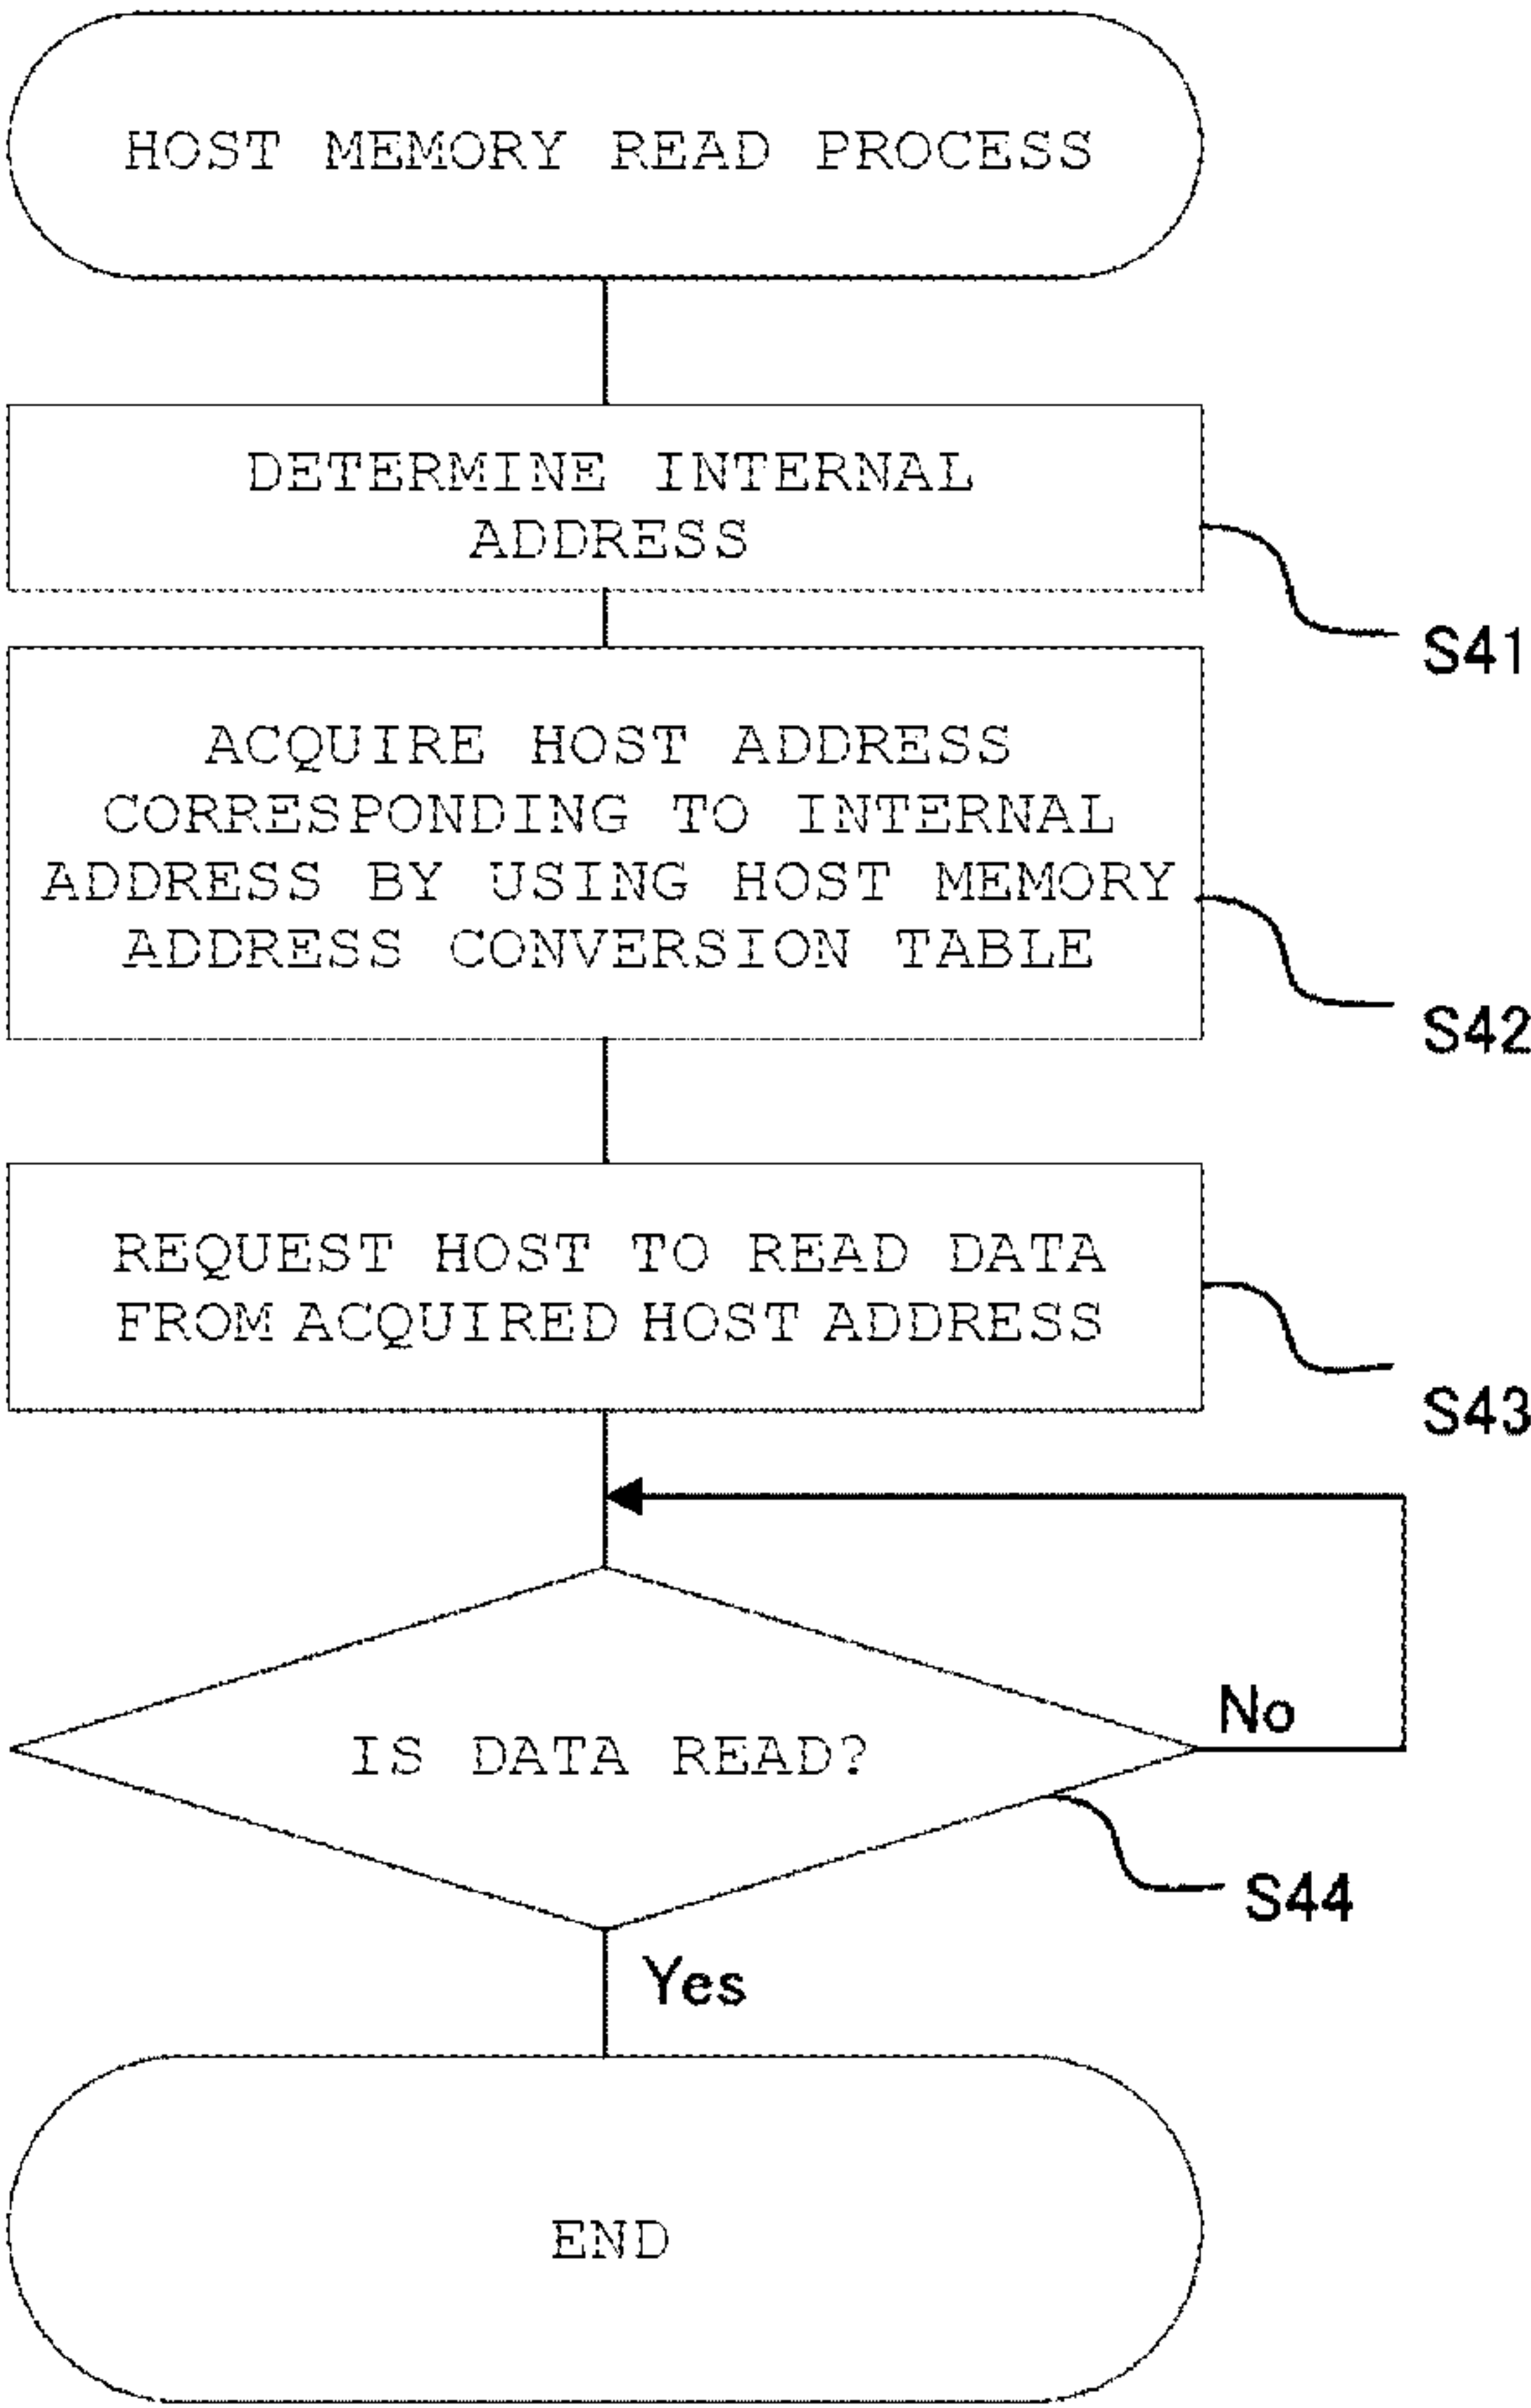 HOST MEMORY READ PROCESS
DETERMINE INTERNAL
ADDRESS
S41
ACQUIRE HOST ADDRESS
CORRESPONDING TO INTERNAL
ADDRESS BY USING HOST MEMORY
ADDRESS CONVERSION TABLE
S42
REQUEST HOST TO READ DATA
FROM ACQUIRED HOST ADDRESS
S43
No
IS DATA READ?
S44
Yes
END